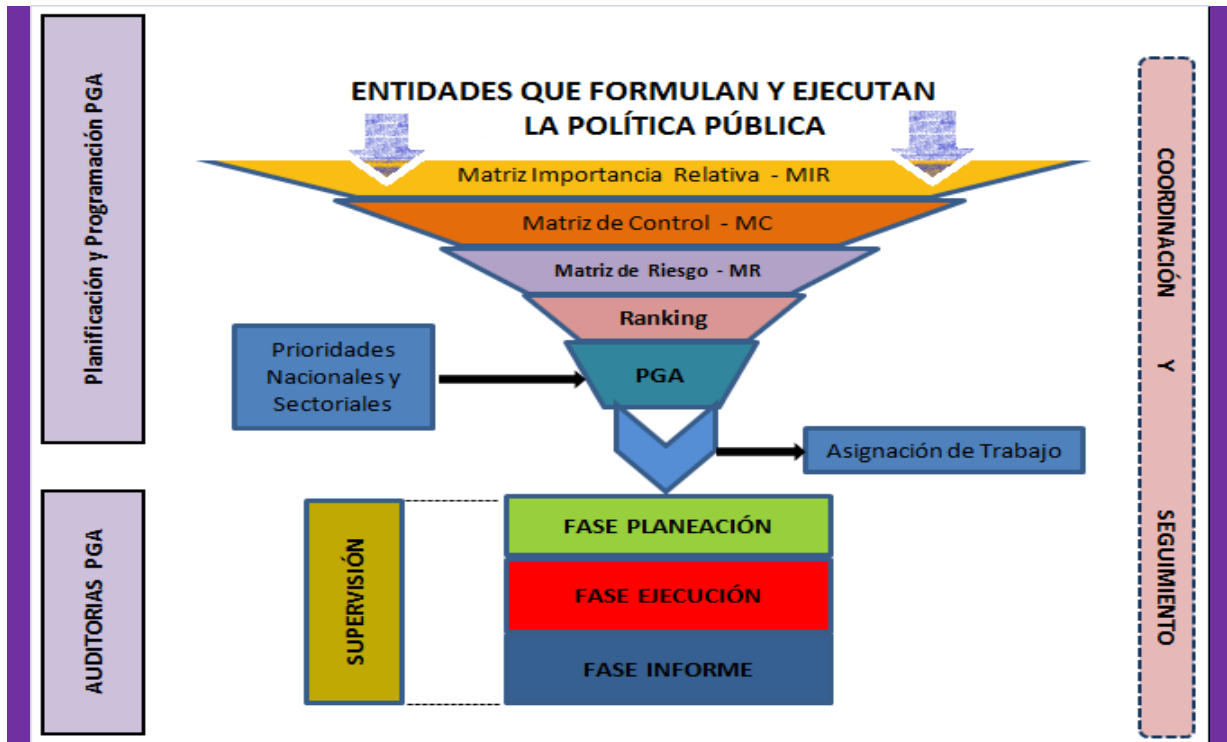 Planificación y Programación PGA
ENTIDADES QUE FORMULAN Y EJECUTAN
LA POLÍTICA PÚBLICA
Matriz Importancia Relativa - MIR
Matriz de Control - MC
Matriz de Riesgo - MR
Ranking
PGA
Prioridades
Nacionales y
Sectoriales
Asignación de Trabajo
AUDITORIAS PGA
SUPERVISIÓN
FASE PLANEACIÓN
FASE EJECUCIÓN
FASE INFORME
COORDINACIÓN Y SEGUIMIENTO